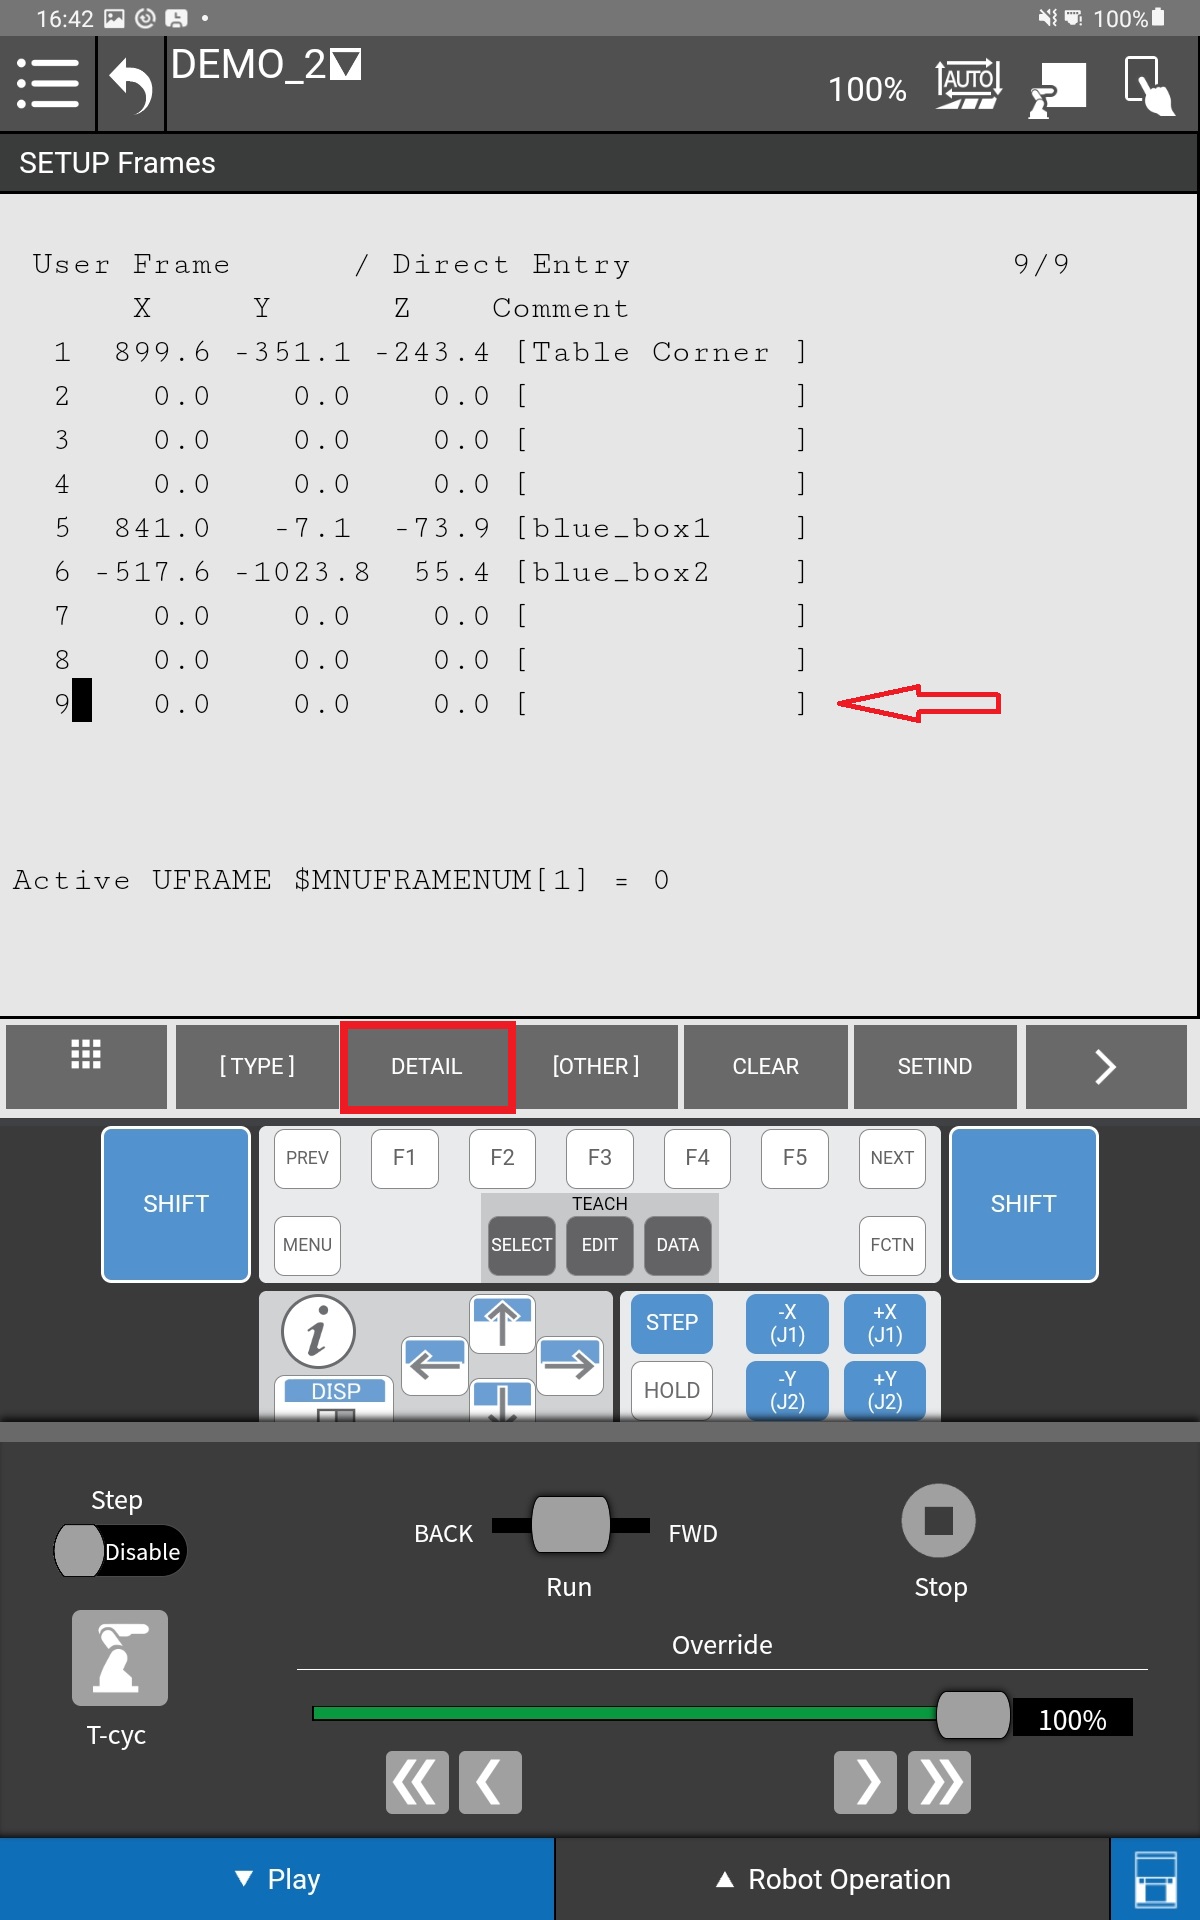 16:42 100%
DEMO_2
100% AUTO
SETUP Frames
User Frame / Direct Entry 9/9
X Y Z Comment
1 899.6 -351.1 -243.4 [Table Corner ]
2 0.0 0.0 0.0 [ ]
3 0.0 0.0 0.0 [ ]
4 0.0 0.0 0.0 [ ]
5 841.0 -7.1 -73.9 [blue_box1 ]
6 -517.6 -1023.8 55.4 [blue_box2 ]
7 0.0 0.0 0.0 [ ]
8 0.0 0.0 0.0 [ ]
9 0.0 0.0 0.0 [ ]
Active UFRAME $MNUFRAMENUM[1] = 0
[ TYPE ] DETAIL [OTHER ] CLEAR SETIND
SHIFT PREV F1 F2 F3 F4 F5 NEXT SHIFT
TEACH
MENU SELECT EDIT DATA FCTN
i STEP -X (J1) +X (J1)
DISP HOLD -Y (J2) +Y (J2)
Step
Disable
BACK FWD
Run
Stop
Override
T-cyc
100%
▼ Play ▲ Robot Operation